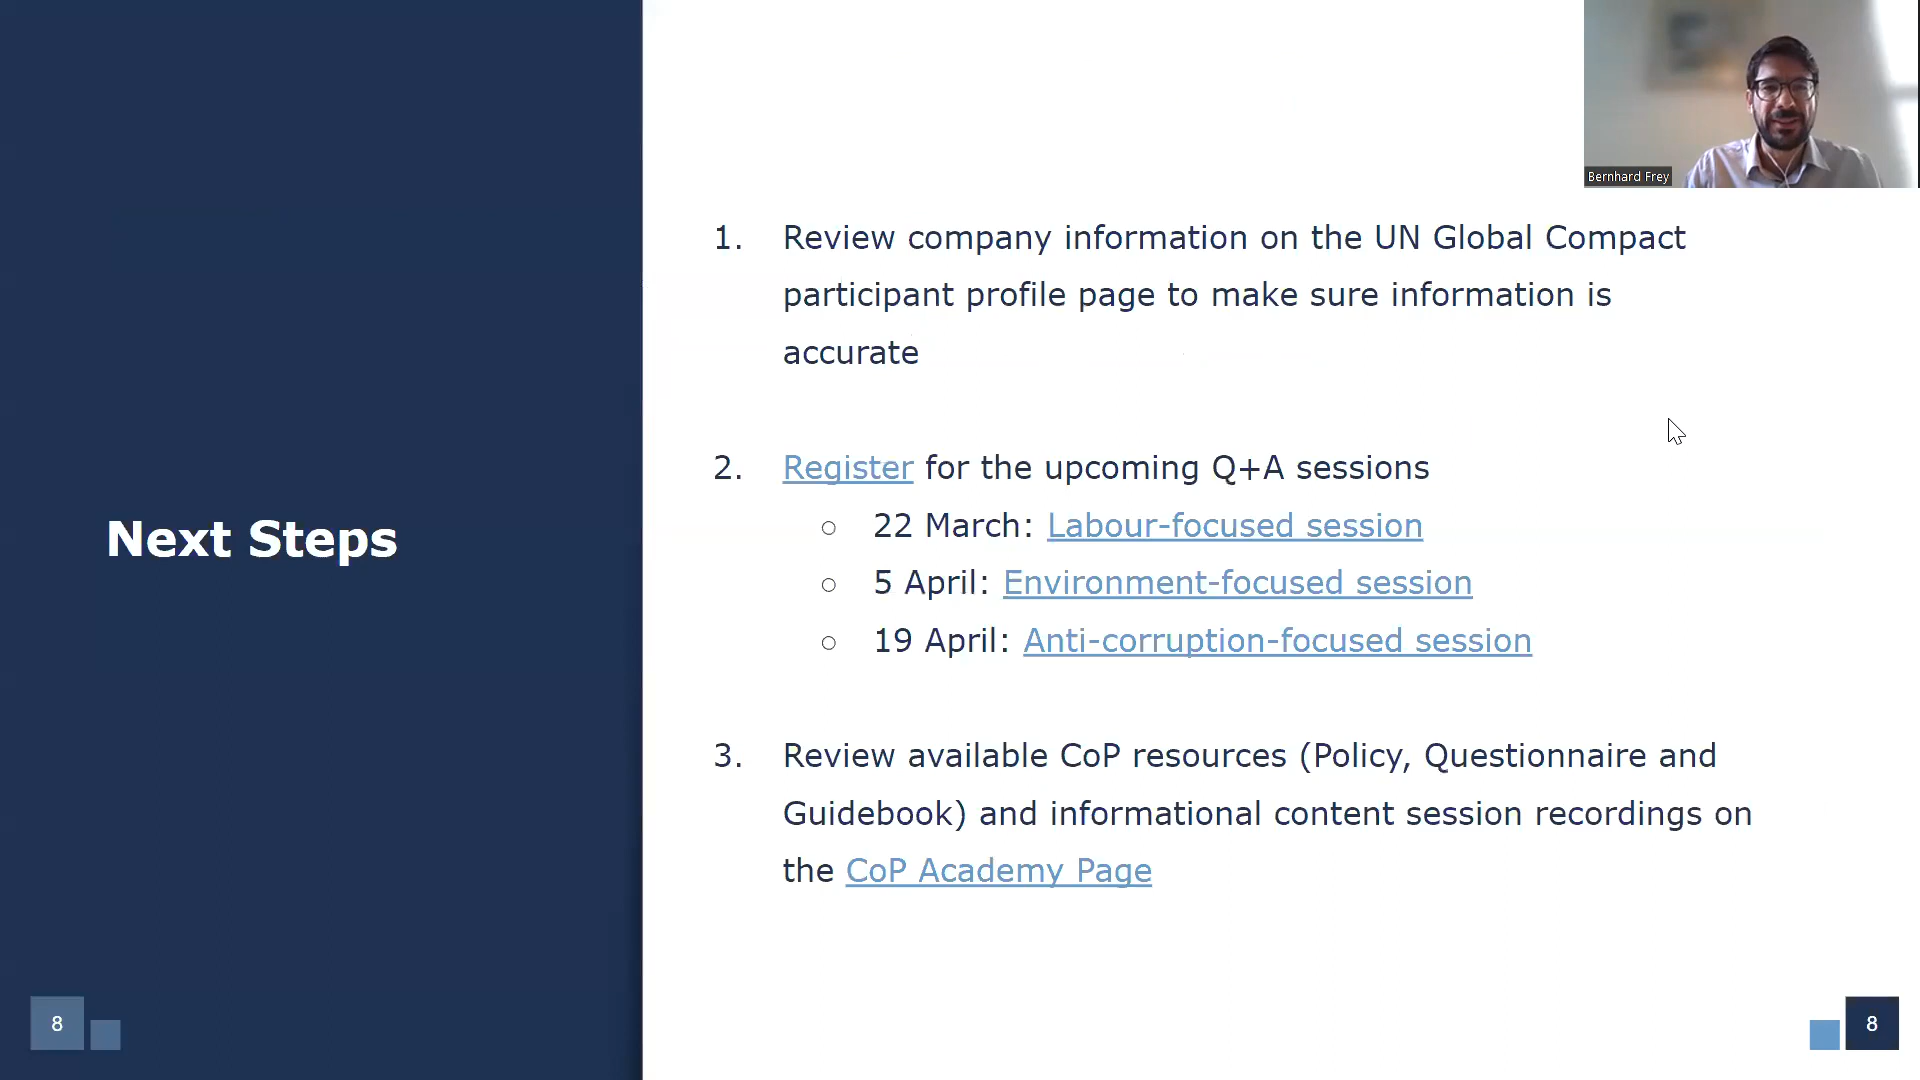 Bernhard Frey
Next Steps
1. Review company information on the UN Global Compact
participant profile page to make sure information is
accurate
2. Register for the upcoming Q+A sessions
○ 22 March: Labour-focused session
○ 5 April: Environment-focused session
○ 19 April: Anti-corruption-focused session
3. Review available CoP resources (Policy, Questionnaire and
Guidebook) and informational content session recordings on
the CoP Academy Page
8
8